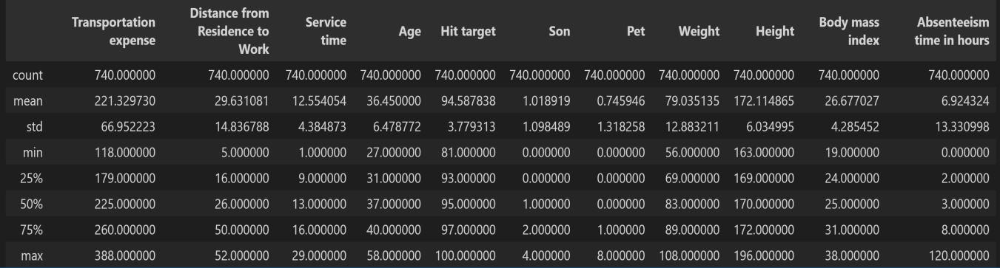 Transportation expense Distance from Residence to Work Service time Age Hit target Son Pet Weight Height Body mass index Absenteeism time in hours
count 740.000000 740.000000 740.000000 740.000000 740.000000 740.000000 740.000000 740.000000 740.000000 740.000000 740.000000
mean 221.329730 29.631081 12.554054 36.450000 94.587838 1.018919 0.745946 79.035135 172.114865 26.677027 6.924324
std 66.952223 14.836788 4.384873 6.478772 3.779313 1.098489 1.318258 12.883211 6.034995 4.285452 13.330998
min 118.000000 5.000000 1.000000 27.000000 81.000000 0.000000 0.000000 56.000000 163.000000 19.000000 0.000000
25% 179.000000 16.000000 9.000000 31.000000 93.000000 0.000000 0.000000 69.000000 169.000000 24.000000 2.000000
50% 225.000000 26.000000 13.000000 37.000000 95.000000 1.000000 0.000000 83.000000 170.000000 25.000000 3.000000
75% 260.000000 50.000000 16.000000 40.000000 97.000000 2.000000 1.000000 89.000000 172.000000 31.000000 8.000000
max 388.000000 52.000000 29.000000 58.000000 100.000000 4.000000 8.000000 108.000000 196.000000 38.000000 120.000000